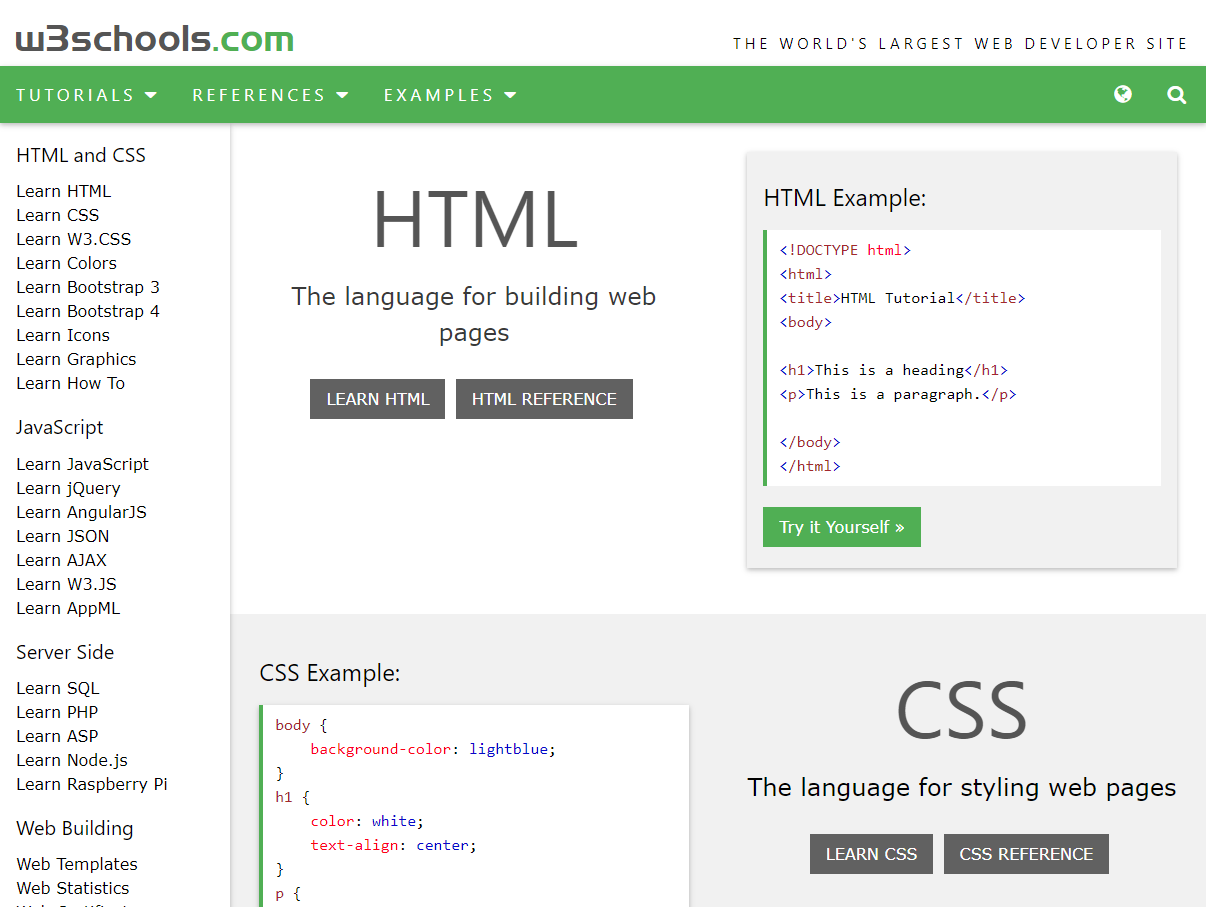 w3schools.com
THE WORLD'S LARGEST WEB DEVELOPER SITE
TUTORIALS REFERENCES EXAMPLES
HTML and CSS
Learn HTML
Learn CSS
Learn W3.CSS
Learn Colors
Learn Bootstrap 3
Learn Bootstrap 4
Learn Icons
Learn Graphics
Learn How To
JavaScript
Learn JavaScript
Learn jQuery
Learn AngularJS
Learn JSON
Learn AJAX
Learn W3.JS
Learn AppML
Server Side
Learn SQL
Learn PHP
Learn ASP
Learn Node.js
Learn Raspberry Pi
Web Building
Web Templates
Web Statistics
HTML
The language for building web
pages
LEARN HTML HTML REFERENCE
HTML Example:
<!DOCTYPE html>
<html>
<title>HTML Tutorial</title>
<body>
<h1>This is a heading</h1>
<p>This is a paragraph.</p>
</body>
</html>
Try it Yourself »
CSS Example:
body {
    background-color: lightblue;
}
h1 {
    color: white;
    text-align: center;
}
p {
CSS
The language for styling web pages
LEARN CSS CSS REFERENCE